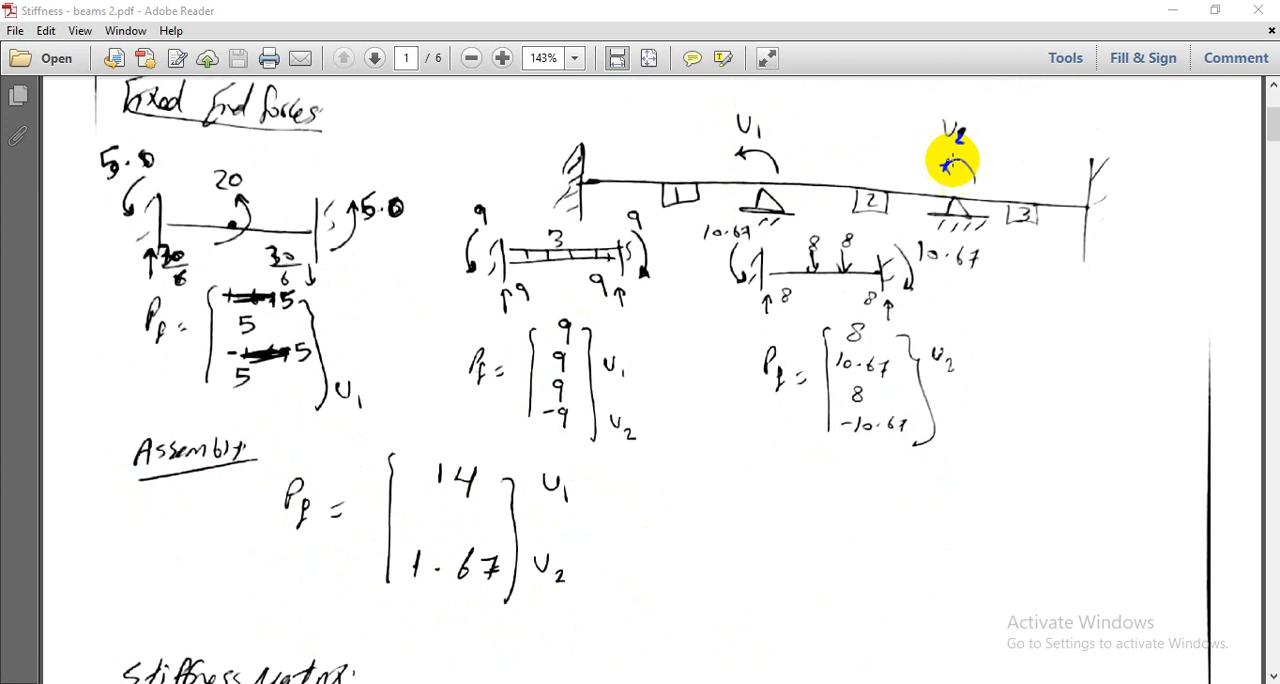 Stiffness - beams 2.pdf - Adobe Reader
File Edit View Window Help
Open 1 / 6 143% Tools Fill & Sign Comment
Fixed End forces
5.0 20 5.0
30/6 30/6
Pf =
5
5
5
5
U1
U1 U2
1 2 3
9 3 9
9 9
Pf =
9
9 U1
9
-9 U2
10.67 8 8 10.67
8 8
Pf =
8
10.67 U2
8
-10.67
Assembly:
Pf =
14 U1
1.67 U2
Stiffness Matrix:
Activate Windows
Go to Settings to activate Windows.